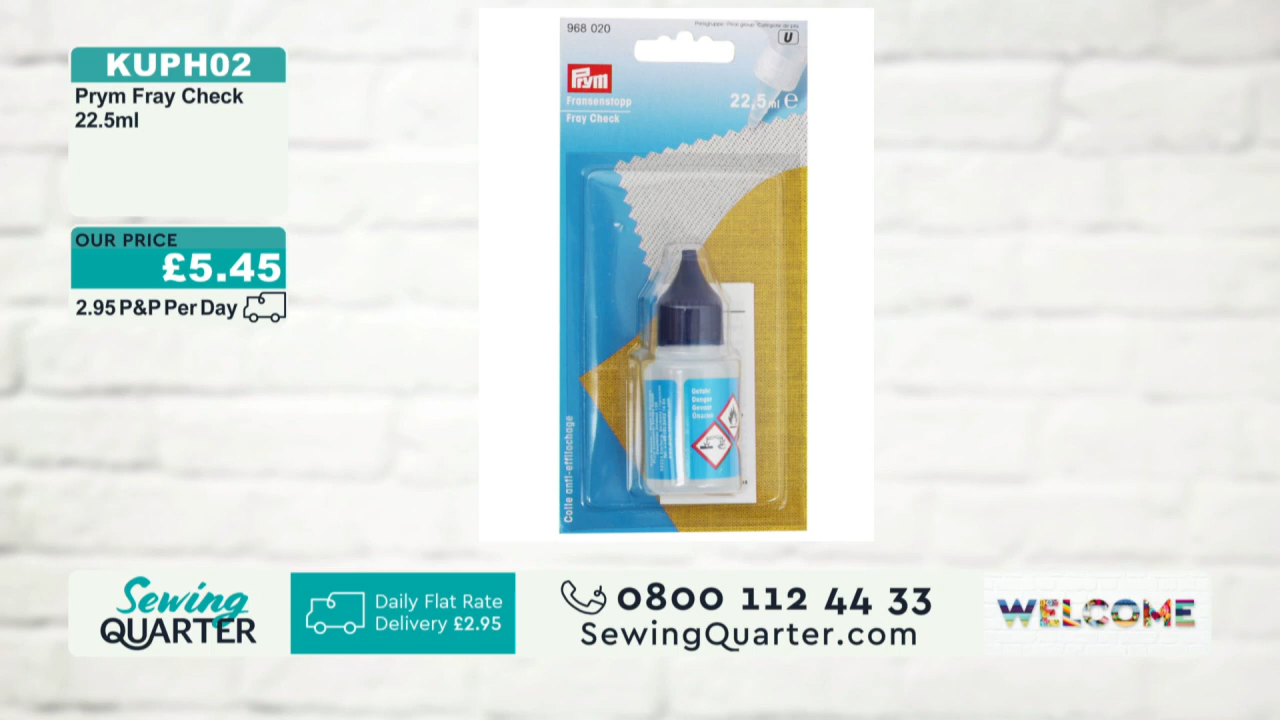 KUPH02
Prym Fray Check
22.5ml
OUR PRICE
£5.45
2.95 P&P Per Day
968 020
U
Prym
Fransenstopp
22,5 ml e
Fray Check
Colle anti-effilochage
Danger
Sewing
QUARTER
Daily Flat Rate
Delivery £2.95
0800 112 44 33
SewingQuarter.com
WELCOME